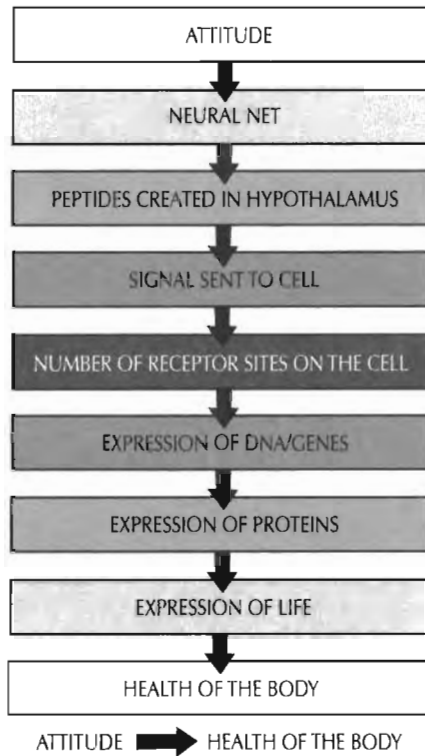 ATTITUDE
NEURAL NET
PEPTIDES CREATED IN HYPOTHALAMUS
SIGNAL SENT TO CELL
NUMBER OF RECEPTOR SITES ON THE CELL
EXPRESSION OF DNA/GENES
EXPRESSION OF PROTEINS
EXPRESSION OF LIFE
HEALTH OF THE BODY
ATTITUDE HEALTH OF THE BODY